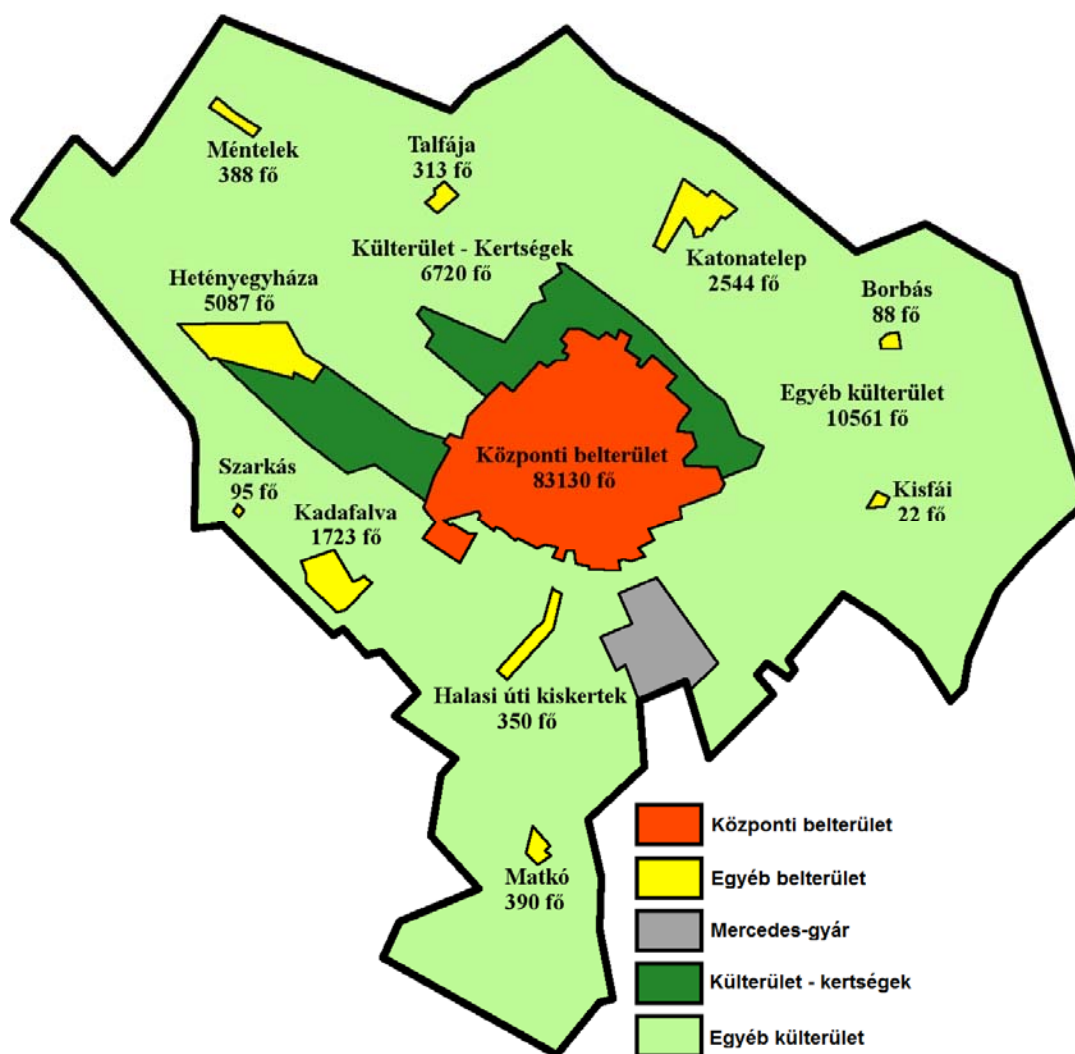 Méntelek
388 fő
Talfája
313 fő
Katonatelep
2544 fő
Külterület - Kertségek
6720 fő
Hetényegyháza
5087 fő
Borbás
88 fő
Egyéb külterület
10561 fő
Központi belterület
83130 fő
Szarkás
95 fő
Kisfái
22 fő
Kadafalva
1723 fő
Halasi úti kiskertek
350 fő
Matkó
390 fő
Központi belterület
Egyéb belterület
Mercedes-gyár
Külterület - kertségek
Egyéb külterület